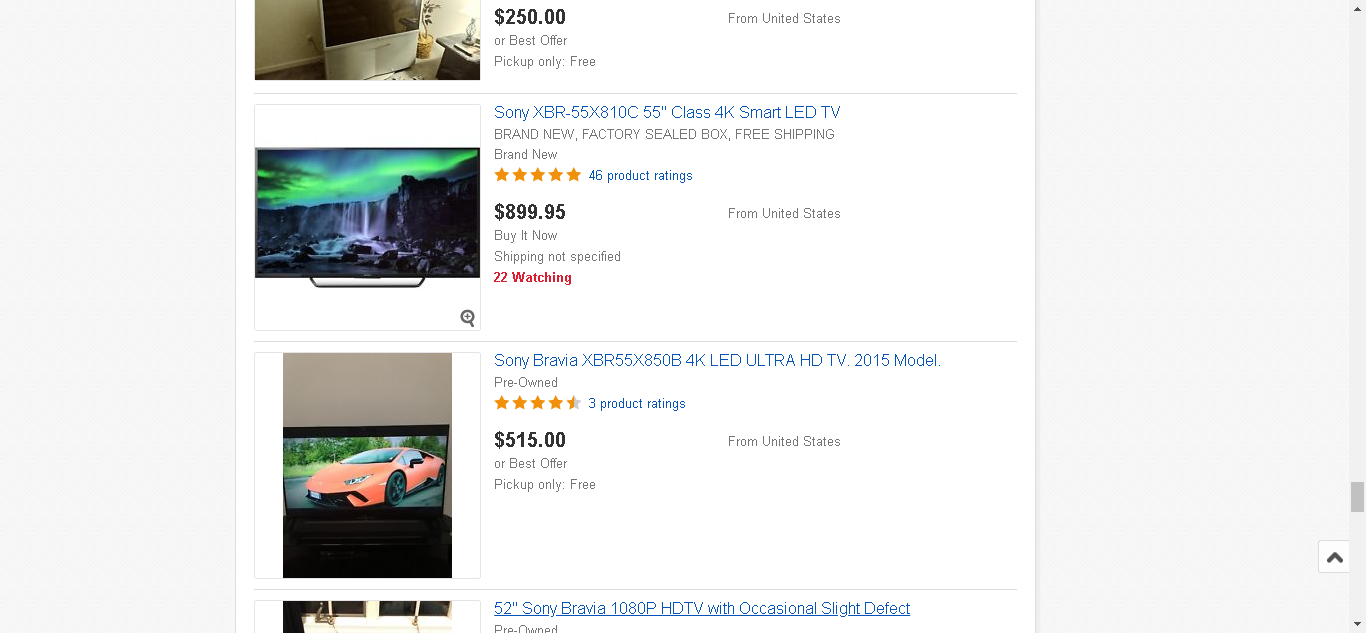 $250.00
From United States
or Best Offer
Pickup only: Free
Sony XBR-55X810C 55" Class 4K Smart LED TV
BRAND NEW, FACTORY SEALED BOX, FREE SHIPPING
Brand New
46 product ratings
$899.95
From United States
Buy It Now
Shipping not specified
22 Watching
Sony Bravia XBR55X850B 4K LED ULTRA HD TV. 2015 Model.
Pre-Owned
3 product ratings
$515.00
From United States
or Best Offer
Pickup only: Free
52" Sony Bravia 1080P HDTV with Occasional Slight Defect
Pre-Owned